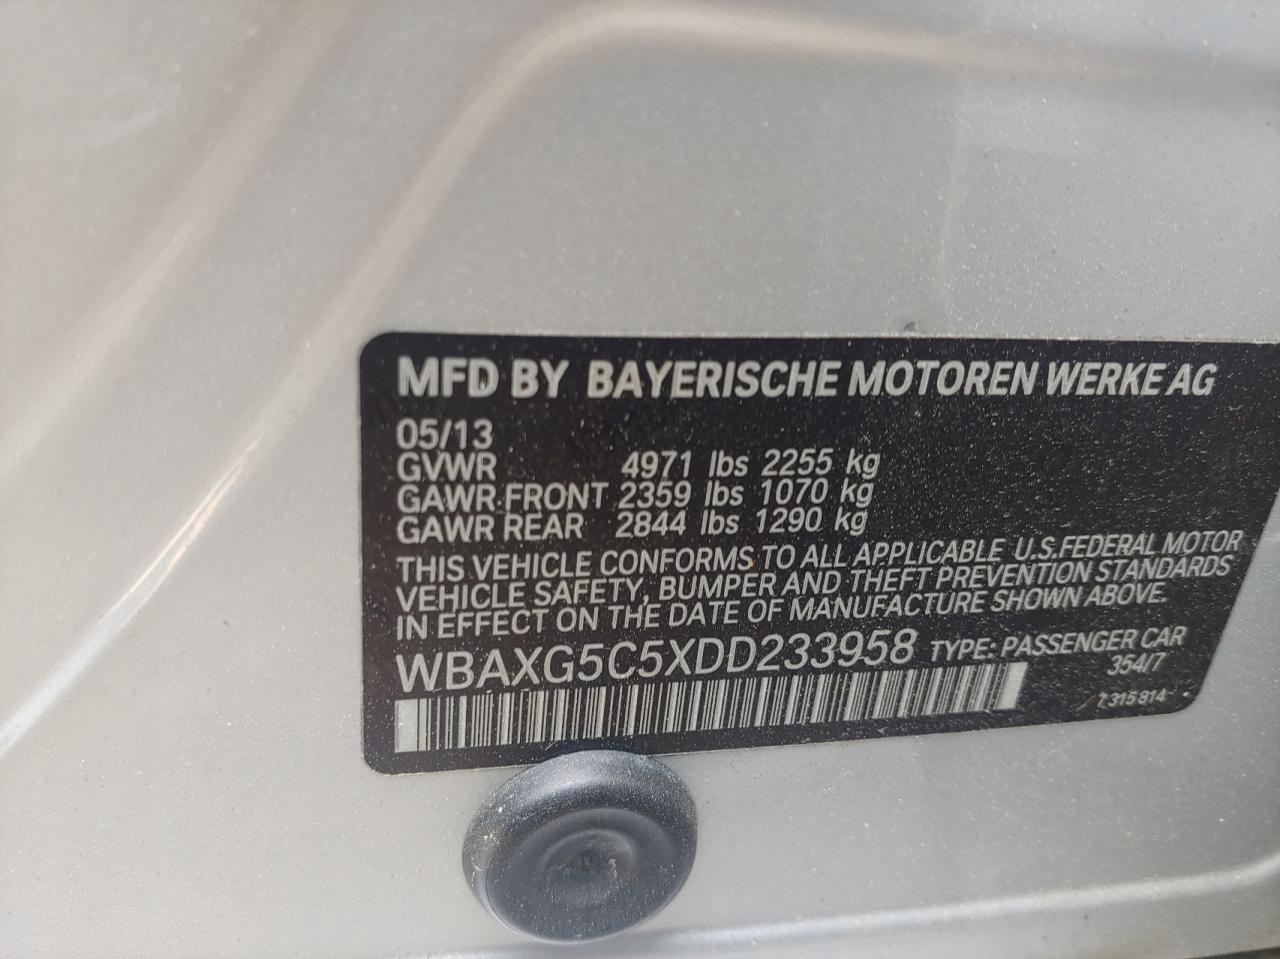 MFD BY BAYERISCHE MOTOREN WERKE AG
05/13
GVWR 4971 lbs 2255 kg
GAWR FRONT 2359 lbs 1070 kg
GAWR REAR 2844 lbs 1290 kg
THIS VEHICLE CONFORMS TO ALL APPLICABLE U.S.FEDERAL MOTOR
VEHICLE SAFETY, BUMPER AND THEFT PREVENTION STANDARDS
IN EFFECT ON THE DATE OF MANUFACTURE SHOWN ABOVE.
WBAXG5C5XDD233958 TYPE: PASSENGER CAR
354/7
7 315 814